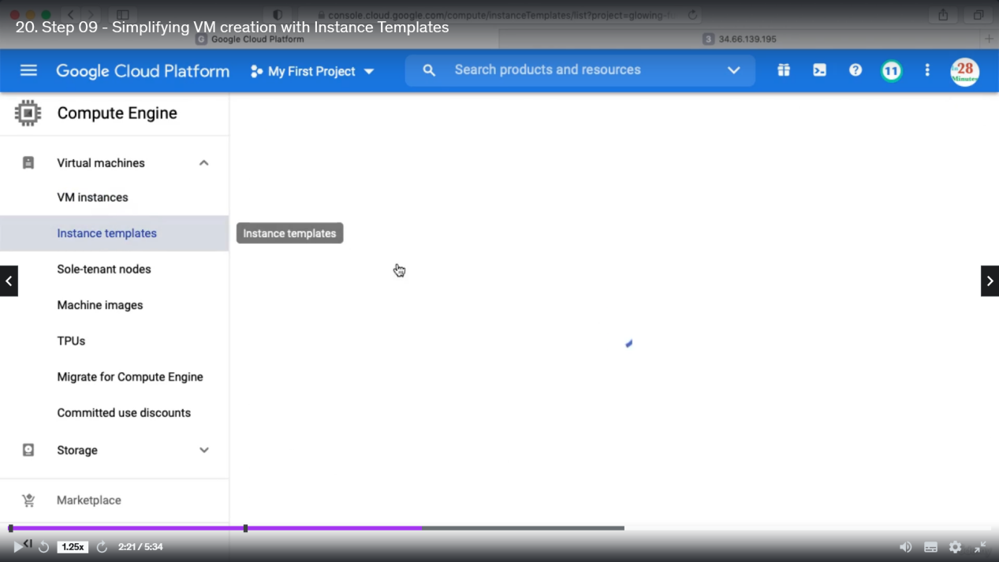 console.cloud.google.com/compute/instanceTemplates/list?project=glowing-
20. Step 09 - Simplifying VM creation with Instance Templates
G Google Cloud Platform
3 34.66.139.195
Google Cloud Platform
My First Project
Search products and resources
11
in28
Minutes
Compute Engine
Virtual machines
VM instances
Instance templates
Instance templates
Sole-tenant nodes
Machine images
TPUs
Migrate for Compute Engine
Committed use discounts
Storage
Marketplace
1.25x
2:21 / 5:34